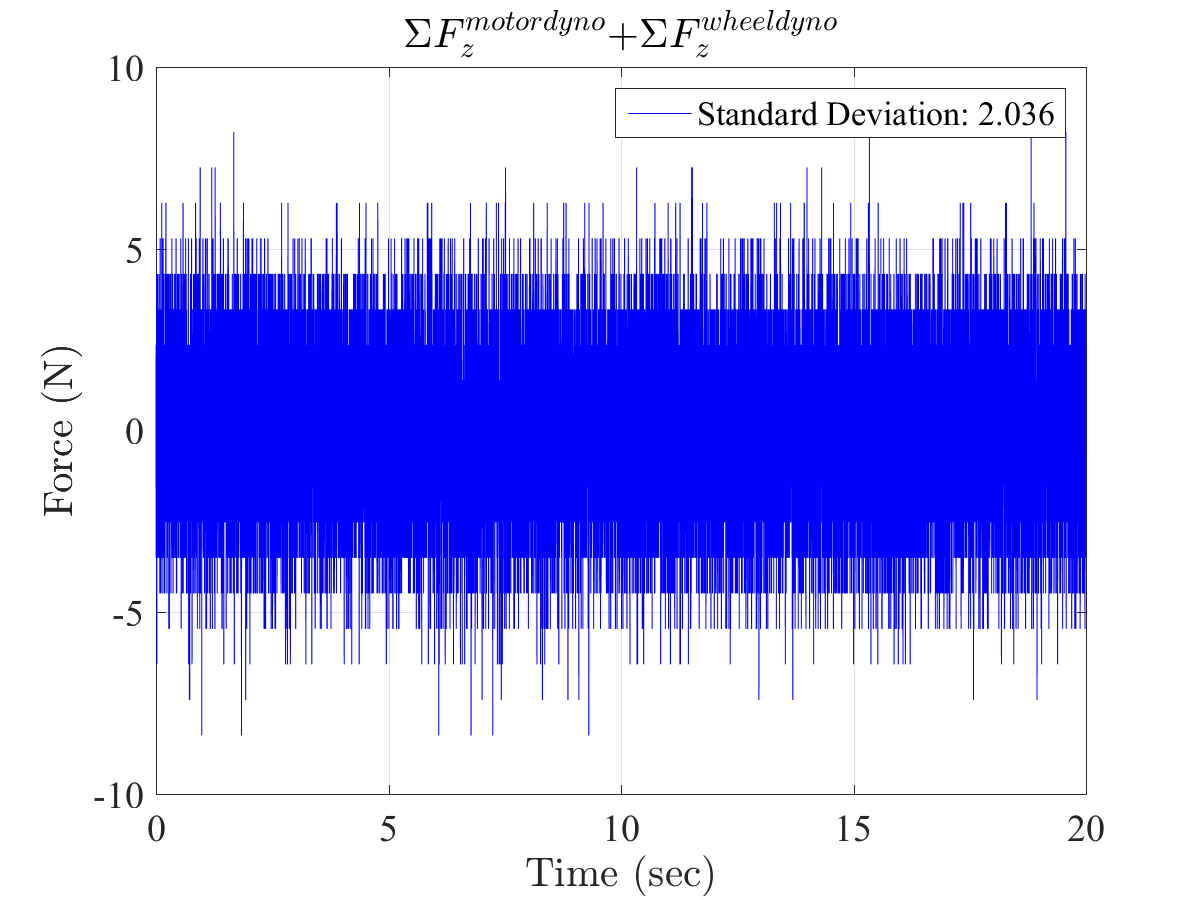 ΣF_z^{motordyno}+ΣF_z^{wheeldyno}
10
Standard Deviation: 2.036
5
0
-5
-10
Force (N)
0 5 10 15 20
Time (sec)